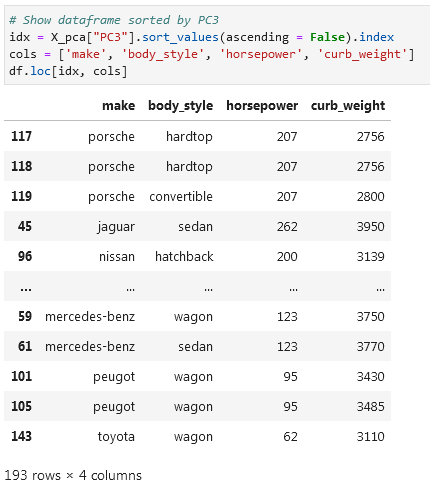 # Show dataframe sorted by PC3
idx = X_pca["PC3"].sort_values(ascending = False).index
cols = ['make', 'body_style', 'horsepower', 'curb_weight']
df.loc[idx, cols]
make body_style horsepower curb_weight
117 porsche hardtop 207 2756
118 porsche hardtop 207 2756
119 porsche convertible 207 2800
45 jaguar sedan 262 3950
96 nissan hatchback 200 3139
... ... ... ... ...
59 mercedes-benz wagon 123 3750
61 mercedes-benz sedan 123 3770
101 peugot wagon 95 3430
105 peugot wagon 95 3485
143 toyota wagon 62 3110
193 rows × 4 columns